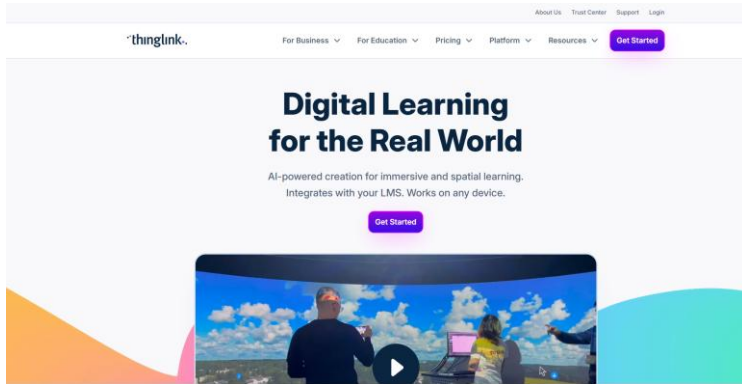 About Us Trust Center Support Login
thinglink.. For Business For Education Pricing Platform Resources Get Started
Digital Learning
for the Real World
AI-powered creation for immersive and spatial learning.
Integrates with your LMS. Works on any device.
Get Started